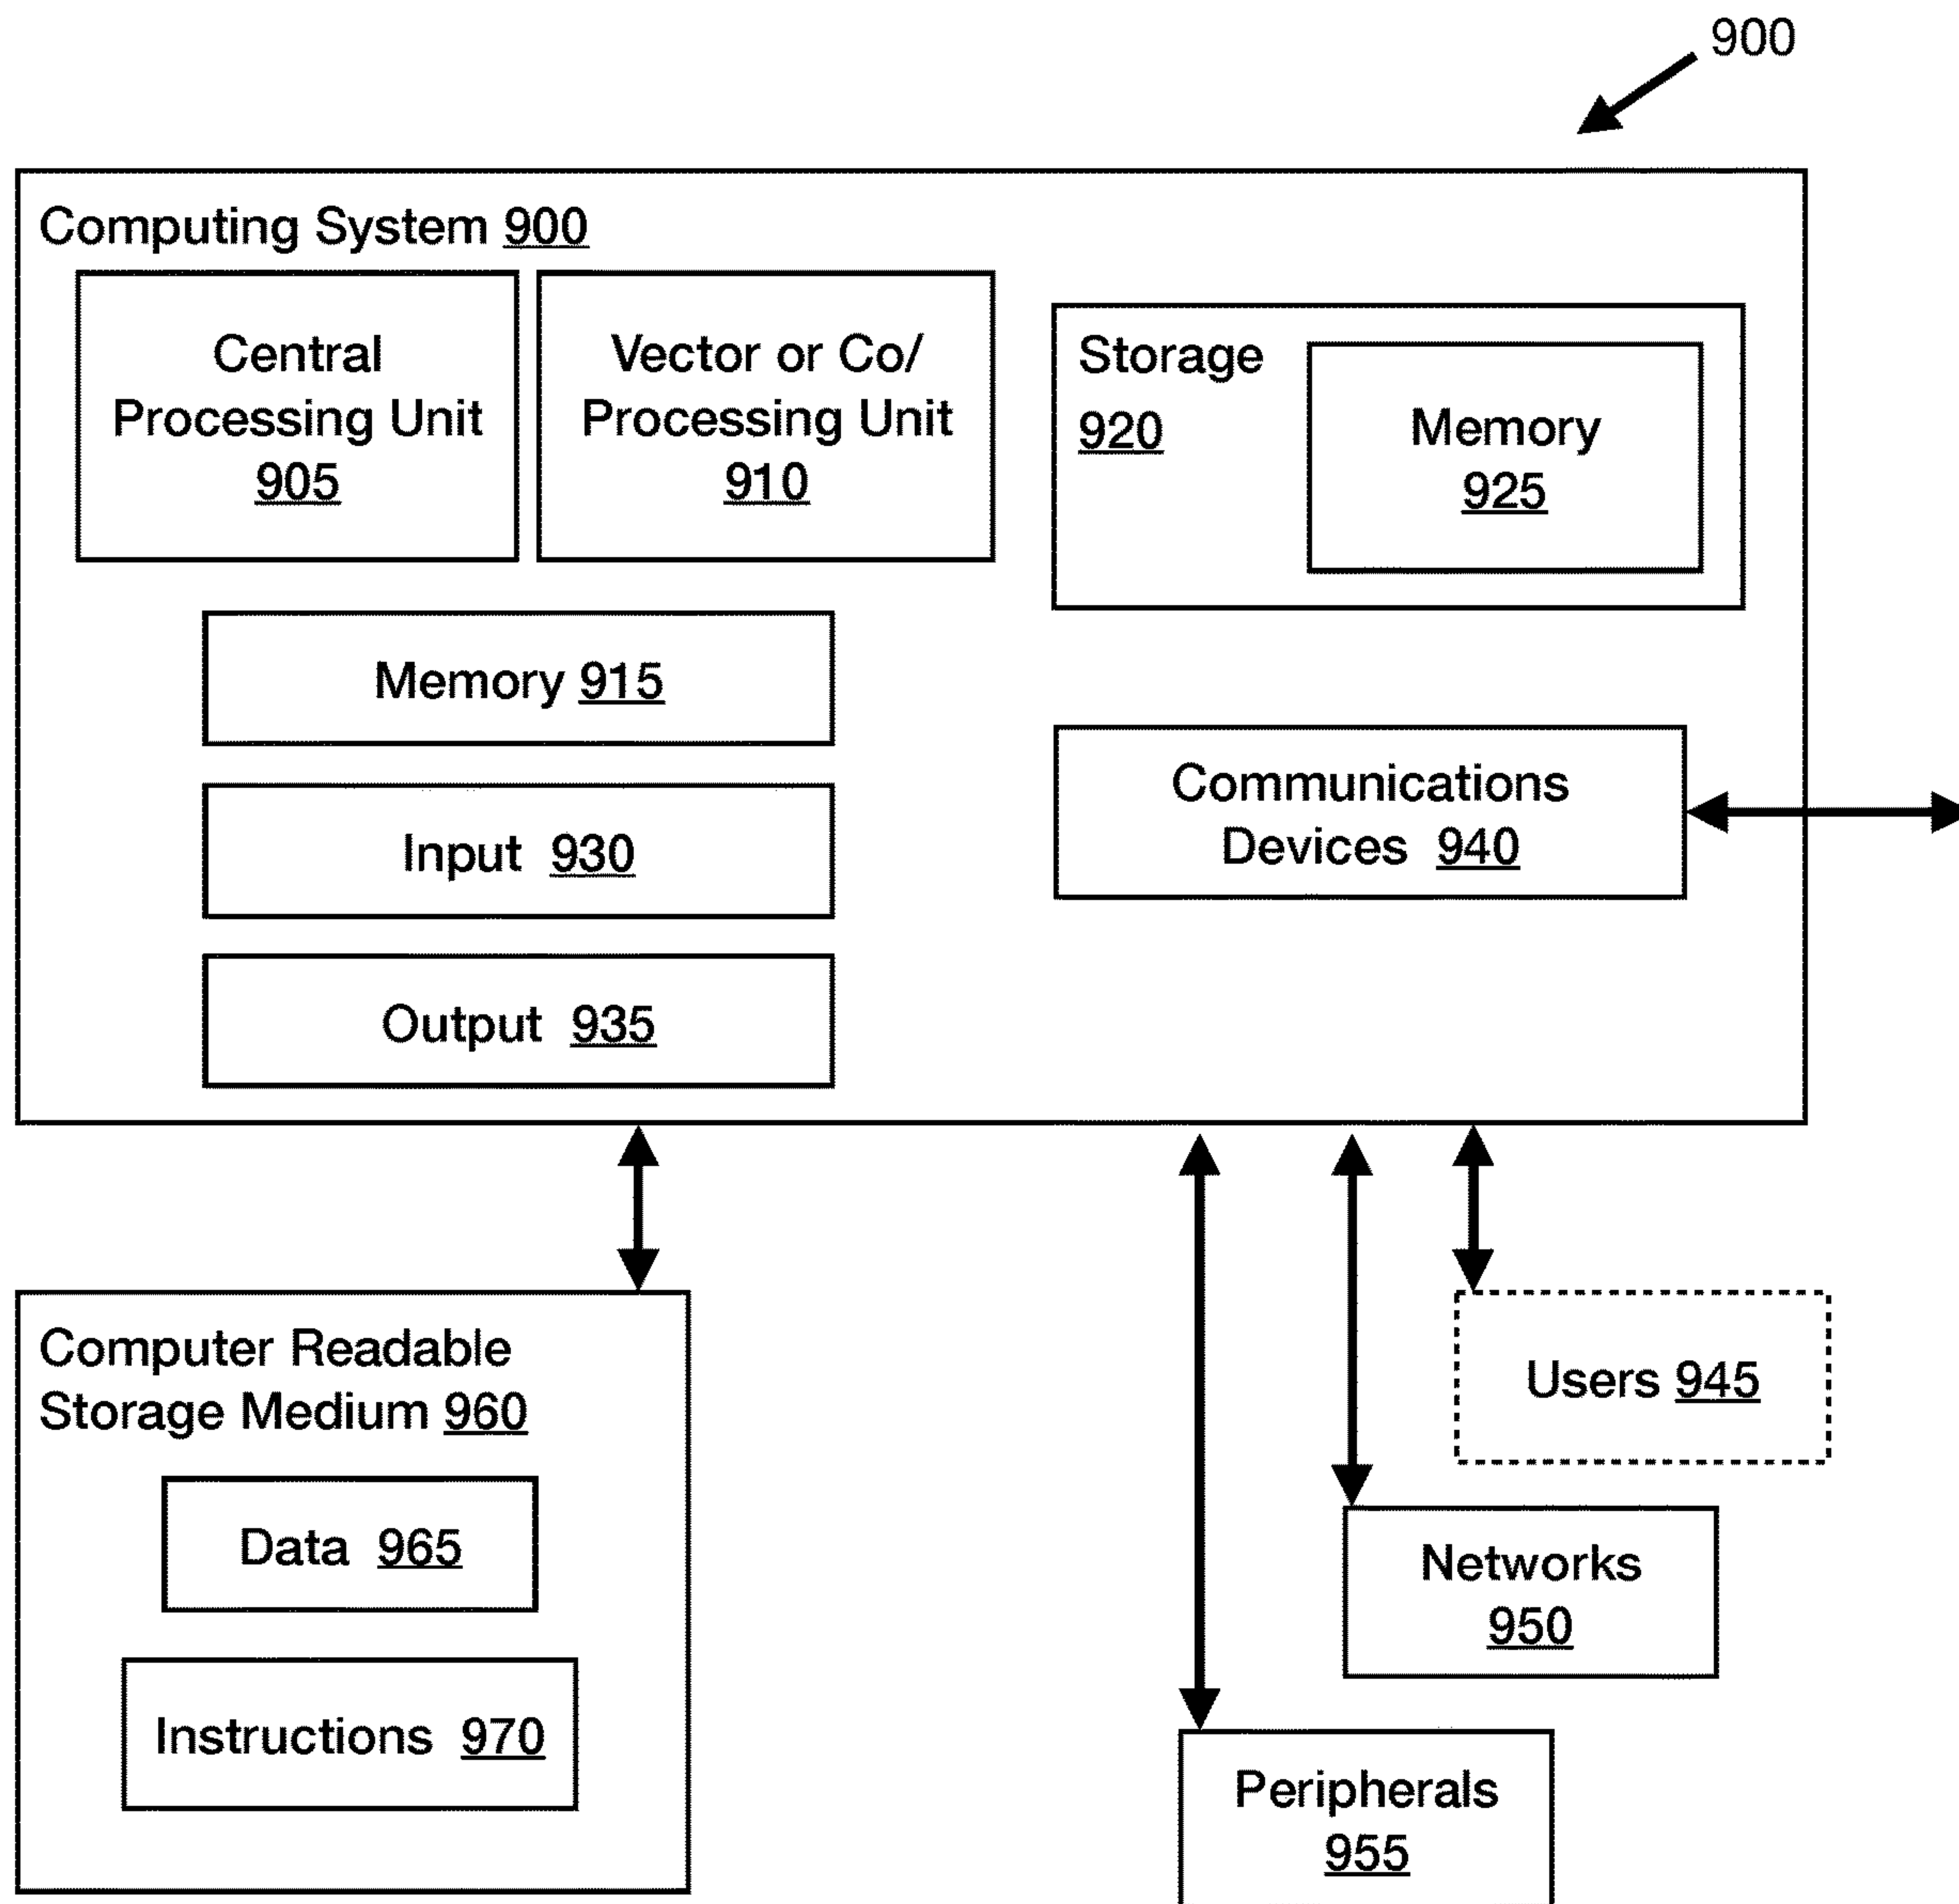 900
Computing System 900
Central
Processing Unit
905
Vector or Co/
Processing Unit
910
Storage
920
Memory
925
Memory 915
Input 930
Output 935
Communications
Devices 940
Computer Readable
Storage Medium 960
Data 965
Instructions 970
Users 945
Networks
950
Peripherals
955